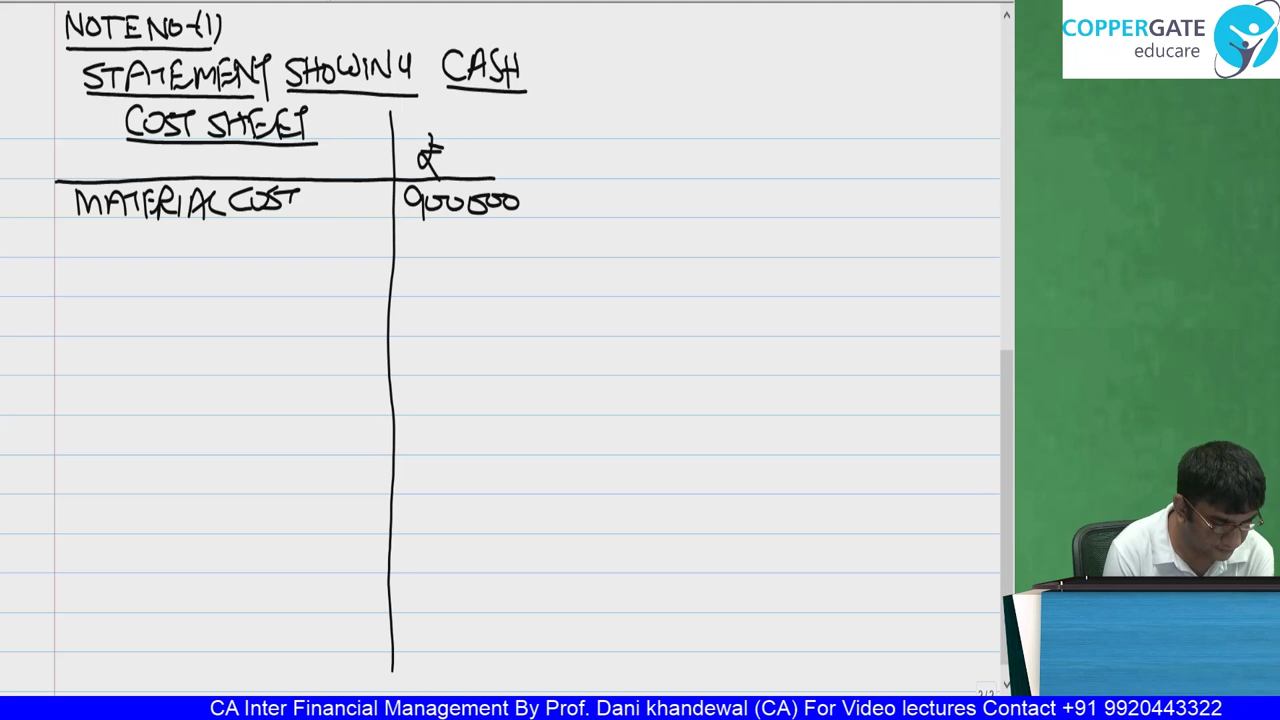 NOTE NO-(1)
STATEMENT SHOWING CASH
COST SHEET
₹
MATERIAL COST 900000
COPPERGATE
educare
CA Inter Financial Management By Prof. Dani khandewal (CA) For Video lectures Contact +91 9920443322